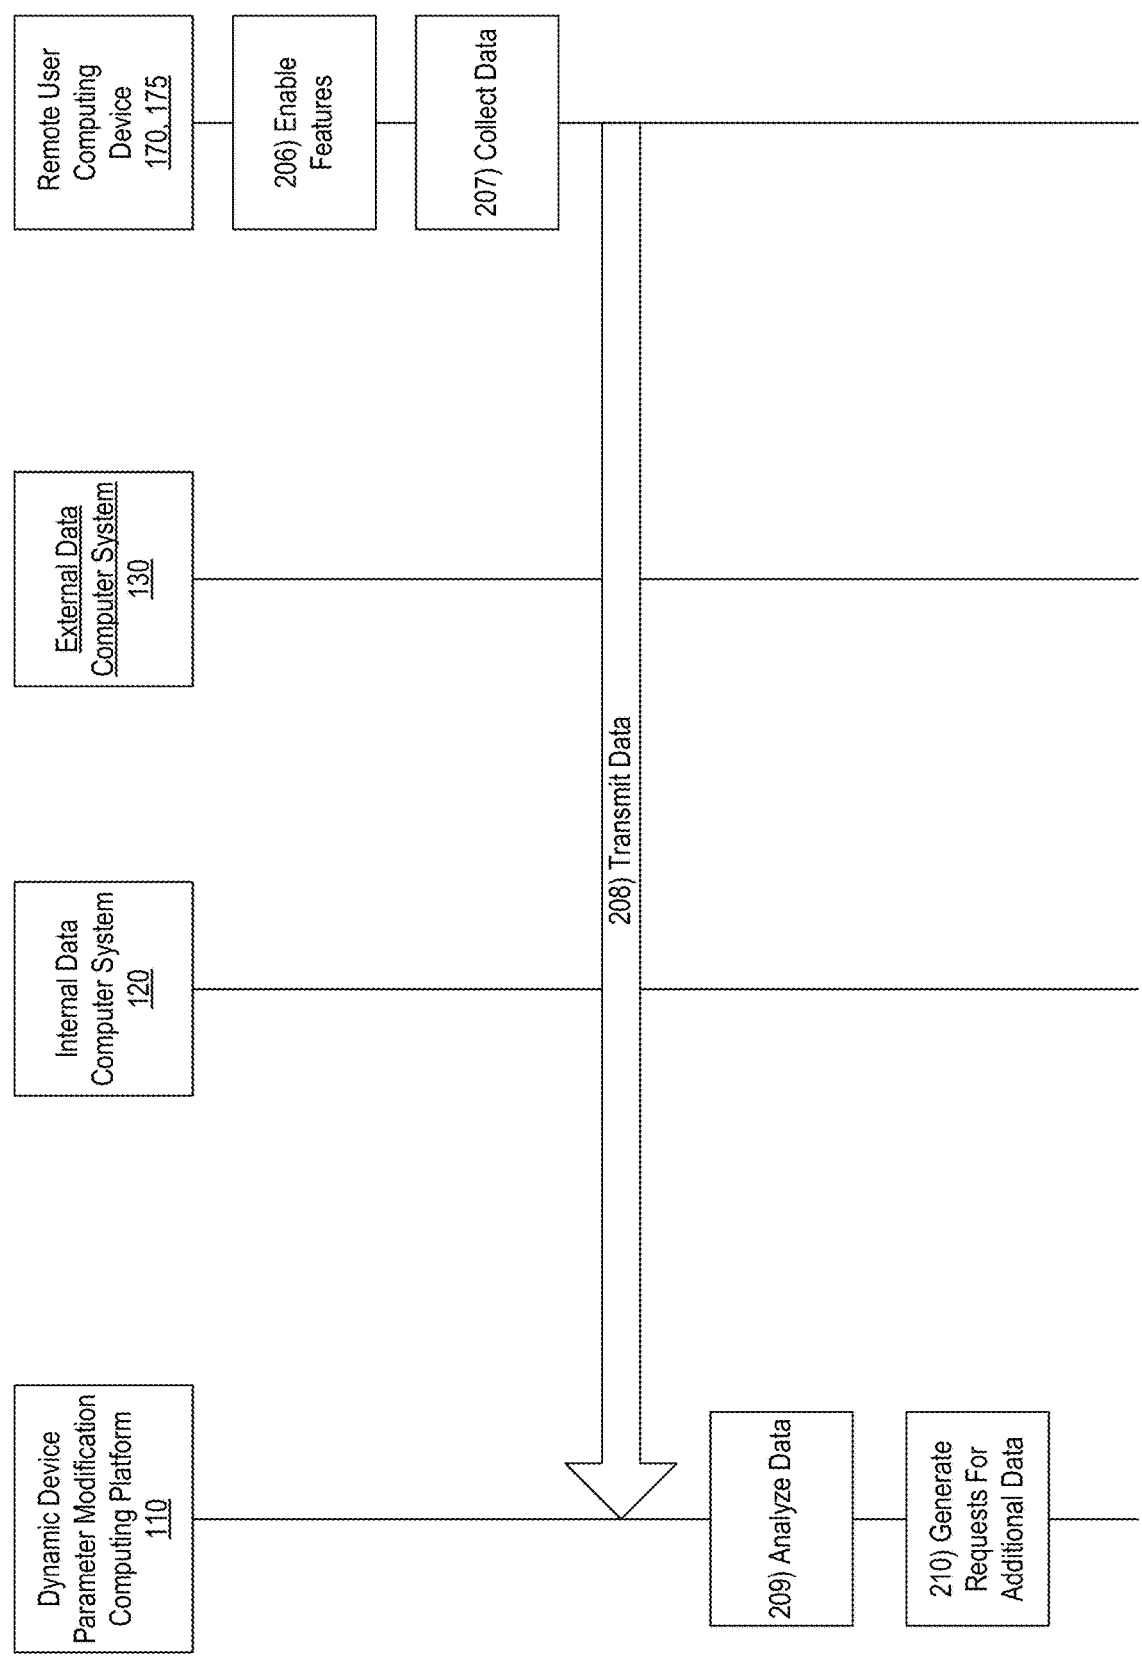 Dynamic Device
Parameter Modification
Computing Platform
110
Internal Data
Computer System
120
External Data
Computer System
130
Remote User
Computing
Device
170, 175
206) Enable
Features
207) Collect Data
208) Transmit Data
209) Analyze Data
210) Generate
Requests For
Additional Data